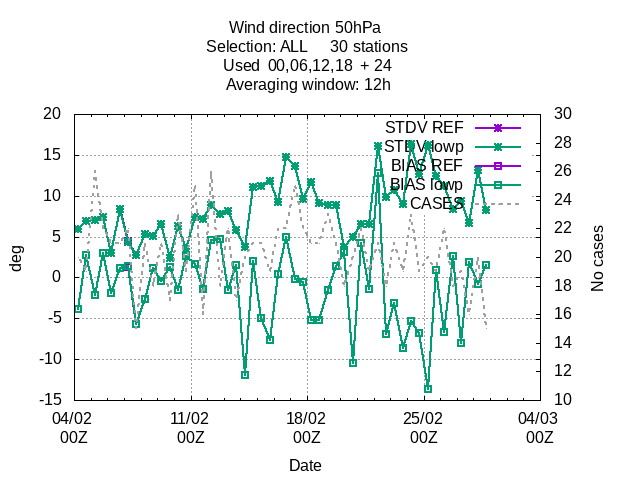 Wind direction 50hPa
Selection: ALL 30 stations
Used 00,06,12,18 + 24
Averaging window: 12h
20
15
10
5
0
-5
-10
-15
deg
30
28
26
24
22
20
18
16
14
12
10
No cases
STDV REF
STDV lowp
BIAS REF
BIAS lowp
CASES
04/02 11/02 18/02 25/02 04/03
00Z 00Z 00Z 00Z 00Z
Date